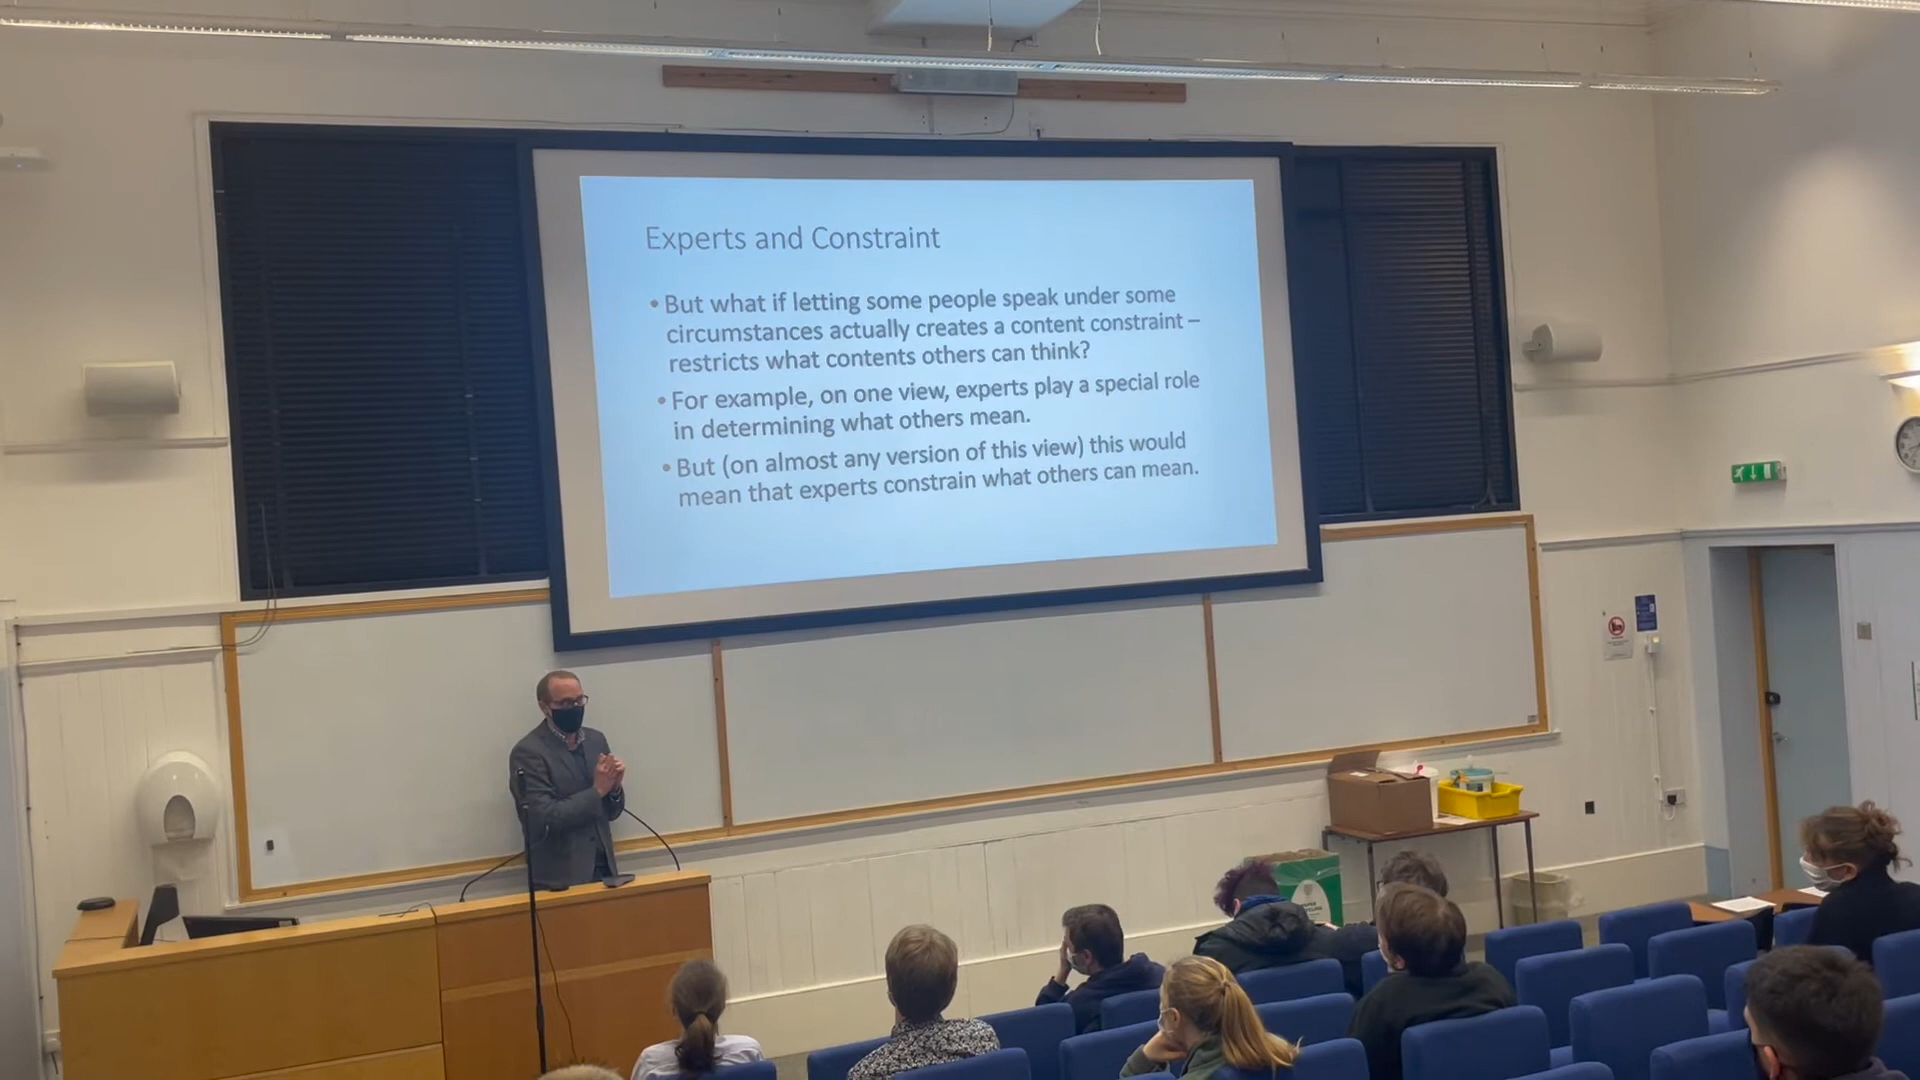 Experts and Constraint
• But what if letting some people speak under some
circumstances actually creates a content constraint –
restricts what contents others can think?
• For example, on one view, experts play a special role
in determining what others mean.
• But (on almost any version of this view) this would
mean that experts constrain what others can mean.